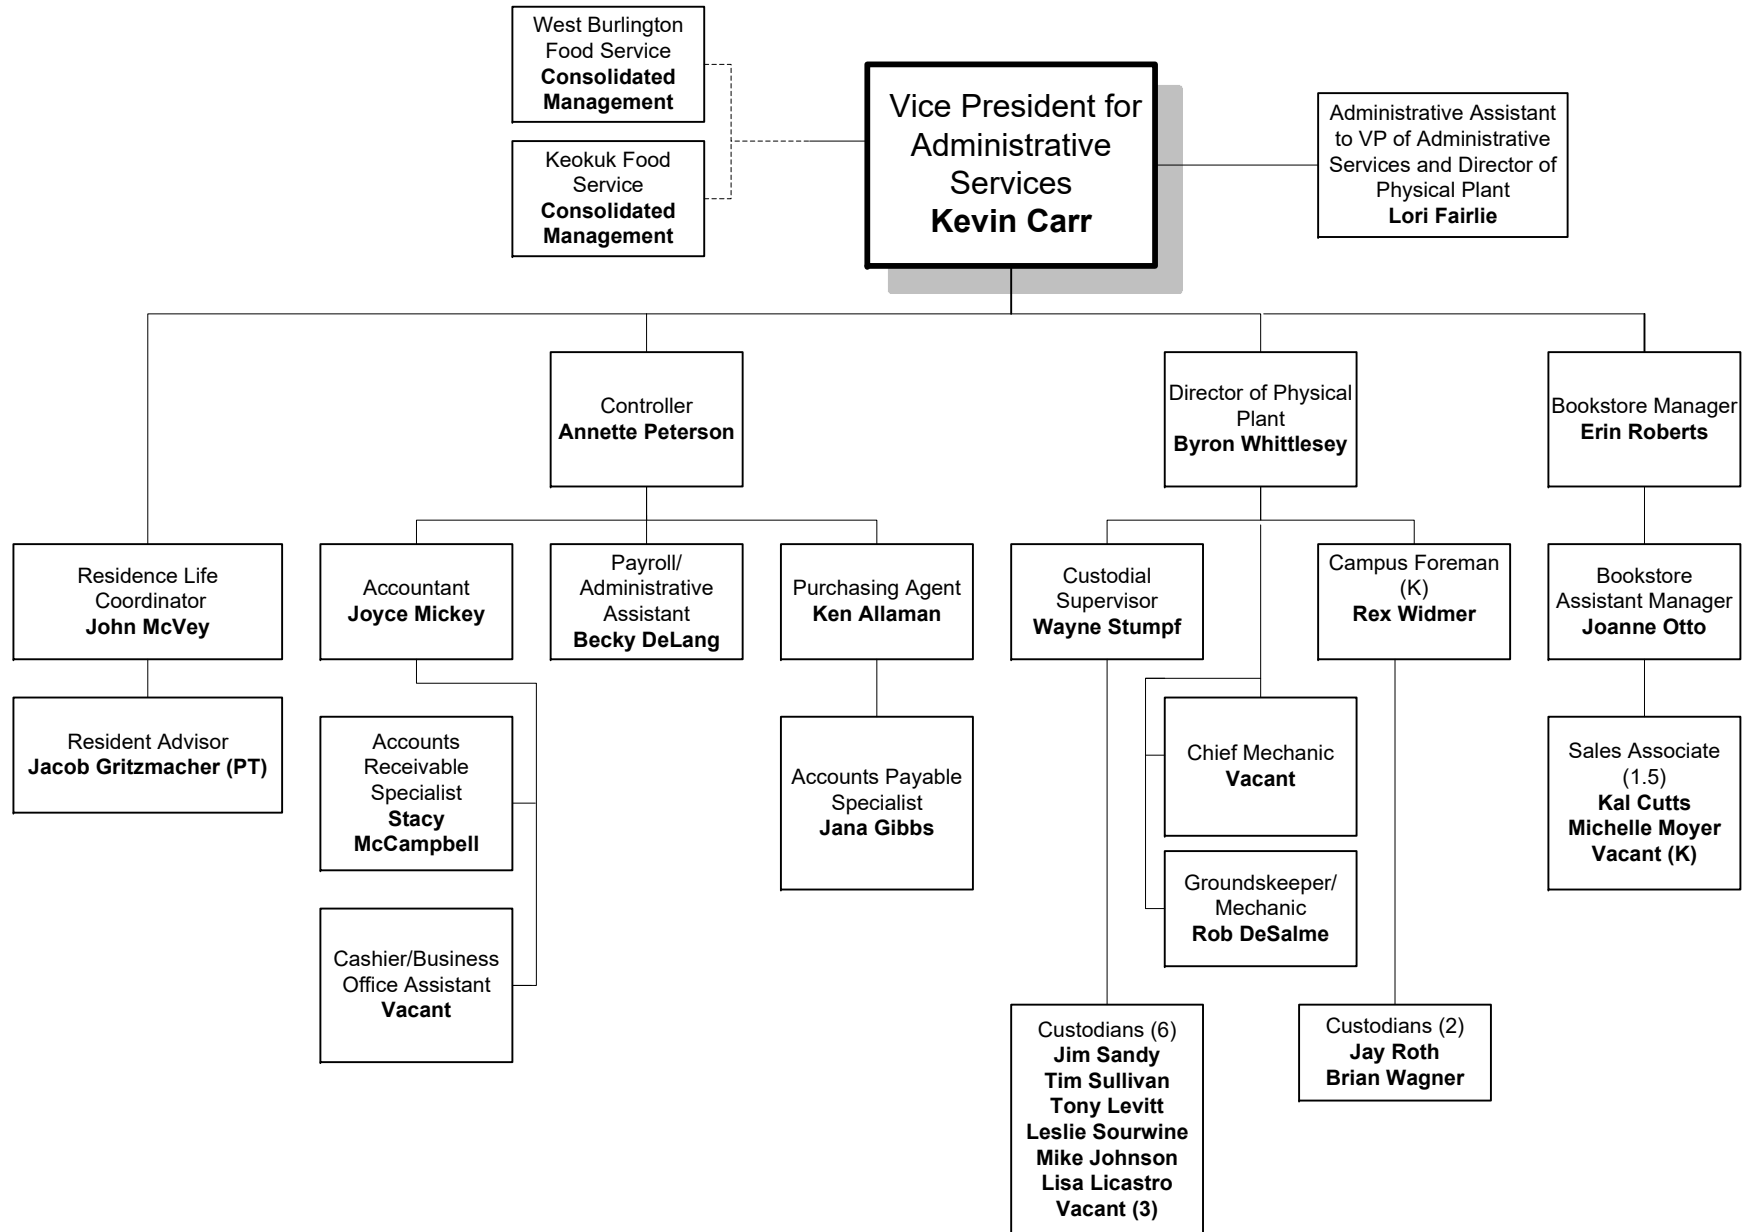 West Burlington
Food Service
Consolidated
Management
Keokuk Food
Service
Consolidated
Management
Vice President for
Administrative
Services
Kevin Carr
Administrative Assistant
to VP of Administrative
Services and Director of
Physical Plant
Lori Fairlie
Controller
Annette Peterson
Director of Physical
Plant
Byron Whittlesey
Bookstore Manager
Erin Roberts
Residence Life
Coordinator
John McVey
Accountant
Joyce Mickey
Payroll/
Administrative
Assistant
Becky DeLang
Purchasing Agent
Ken Allaman
Custodial
Supervisor
Wayne Stumpf
Campus Foreman
(K)
Rex Widmer
Bookstore
Assistant Manager
Joanne Otto
Resident Advisor
Jacob Gritzmacher (PT)
Accounts
Receivable
Specialist
Stacy
McCampbell
Accounts Payable
Specialist
Jana Gibbs
Chief Mechanic
Vacant
Sales Associate
(1.5)
Kal Cutts
Michelle Moyer
Vacant (K)
Groundskeeper/
Mechanic
Rob DeSalme
Cashier/Business
Office Assistant
Vacant
Custodians (6)
Jim Sandy
Tim Sullivan
Tony Levitt
Leslie Sourwine
Mike Johnson
Lisa Licastro
Vacant (3)
Custodians (2)
Jay Roth
Brian Wagner